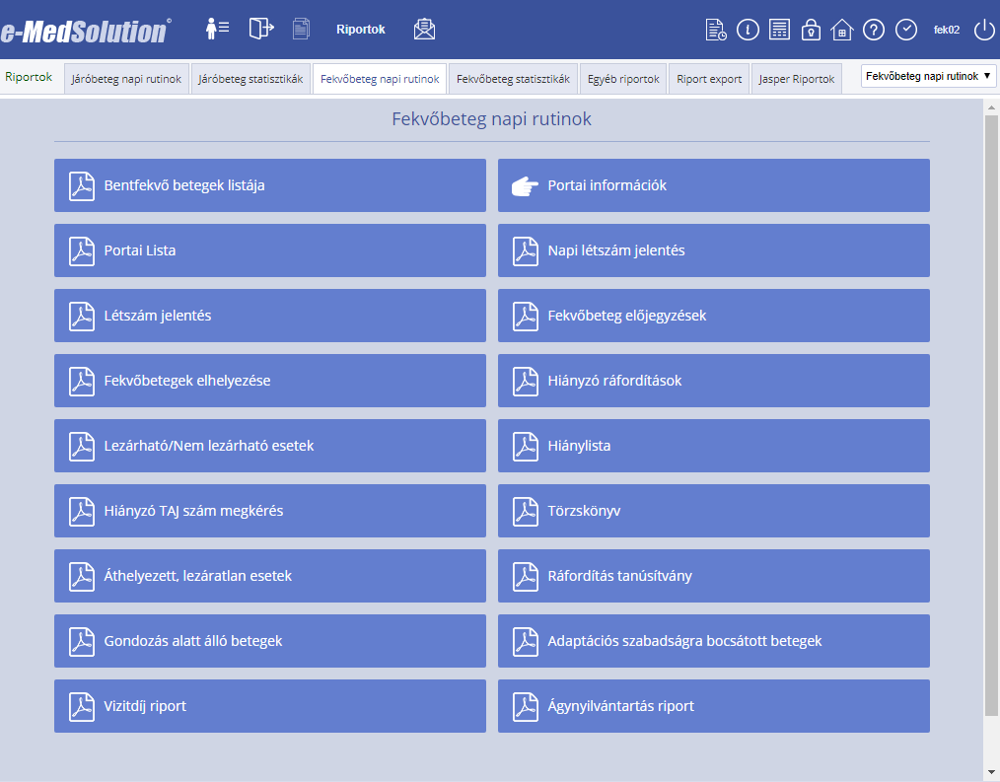 e-MedSolution©
Riportok
fek02
Riportok
Járóbeteg napi rutinok
Járóbeteg statisztikák
Fekvőbeteg napi rutinok
Fekvőbeteg statisztikák
Egyéb riportok
Riport export
Jasper Riportok
Fekvőbeteg napi rutinok
Fekvőbeteg napi rutinok
Bentfekvő betegek listája
Portai információk
Portai Lista
Napi létszám jelentés
Létszám jelentés
Fekvőbeteg előjegyzések
Fekvőbetegek elhelyezése
Hiányzó ráfordítások
Lezárható/Nem lezárható esetek
Hiánylista
Hiányzó TAJ szám megkérés
Törzskönyv
Áthelyezett, lezáratlan esetek
Ráfordítás tanúsítvány
Gondozás alatt álló betegek
Adaptációs szabadságra bocsátott betegek
Vizitdíj riport
Ágynyilvántartás riport